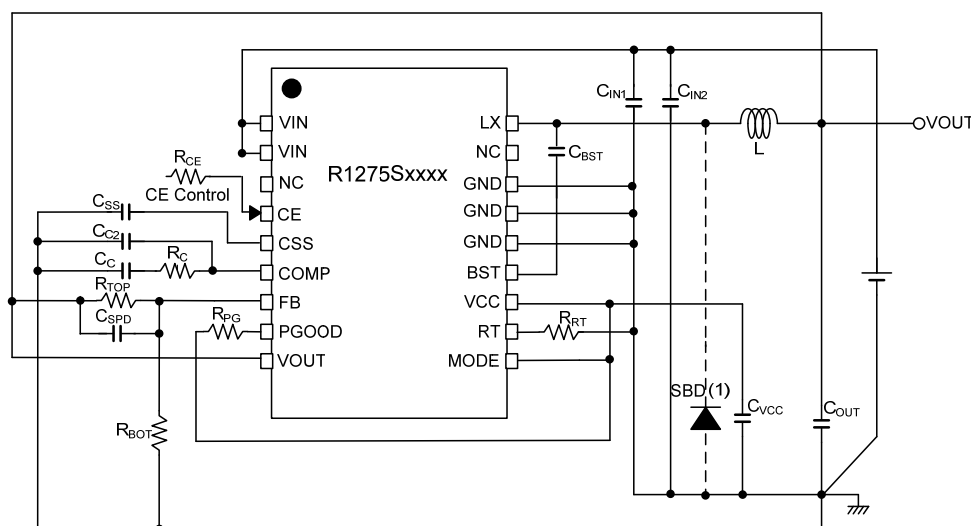 VIN
VIN
NC
CE
CSS
COMP
FB
PGOOD
VOUT
R1275Sxxxx
LX
NC
GND
GND
GND
BST
VCC
RT
MODE
RCE
CE Control
CSS
CC2
CC
RC
RTOP
CSPD
RPG
RBOT
CIN1
CIN2
CBST
L
VOUT
RRT
SBD(1)
CVCC
COUT